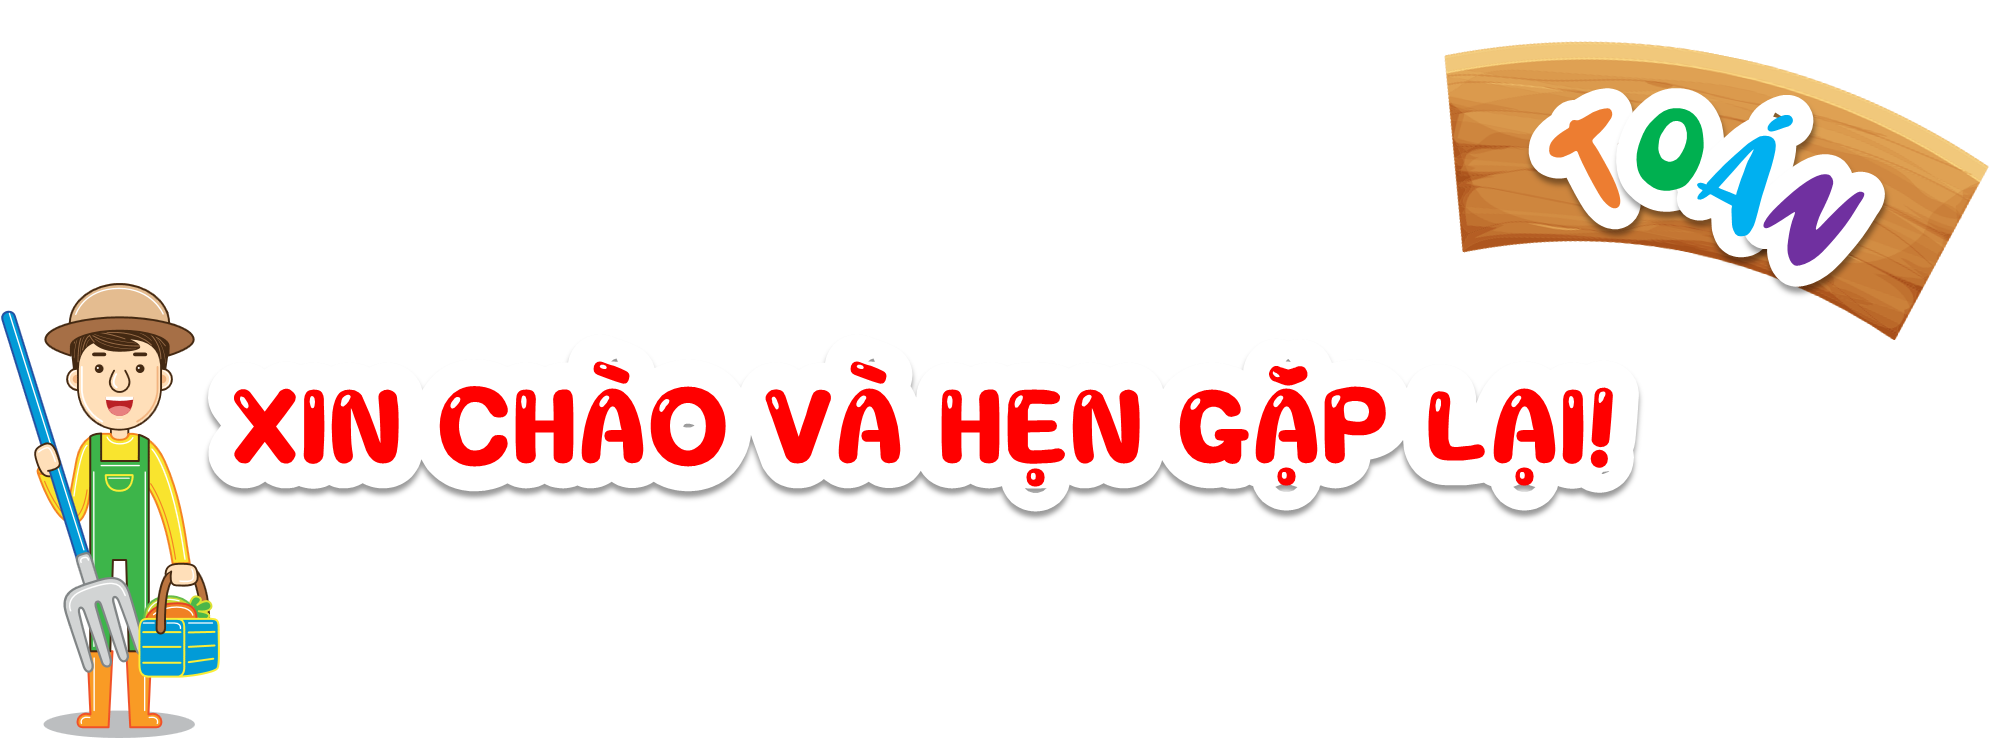 TOÁN
XIN CHÀO VÀ HẸN GẶP LẠI!